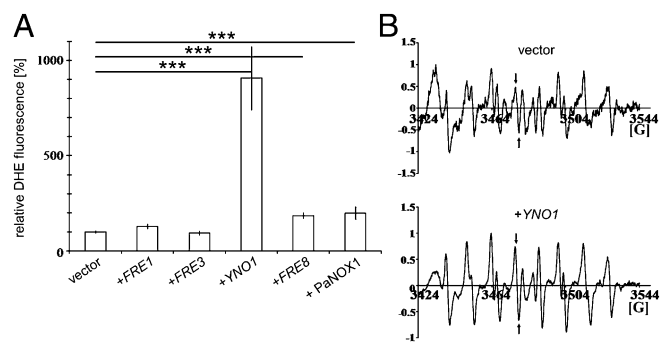 A
B
relative DHE fluorescence [%]
1000
500
0
***
***
***
vector
+FRE1
+FRE3
+YNO1
+FRE8
+ PaNOX1
vector
1.5
1
0.5
0
-0.5
-1
-1.5
3424
3464
3504
3544
[G]
+YNO1
1.5
1
0.5
0
-0.5
-1
3424
3464
3504
3544
[G]